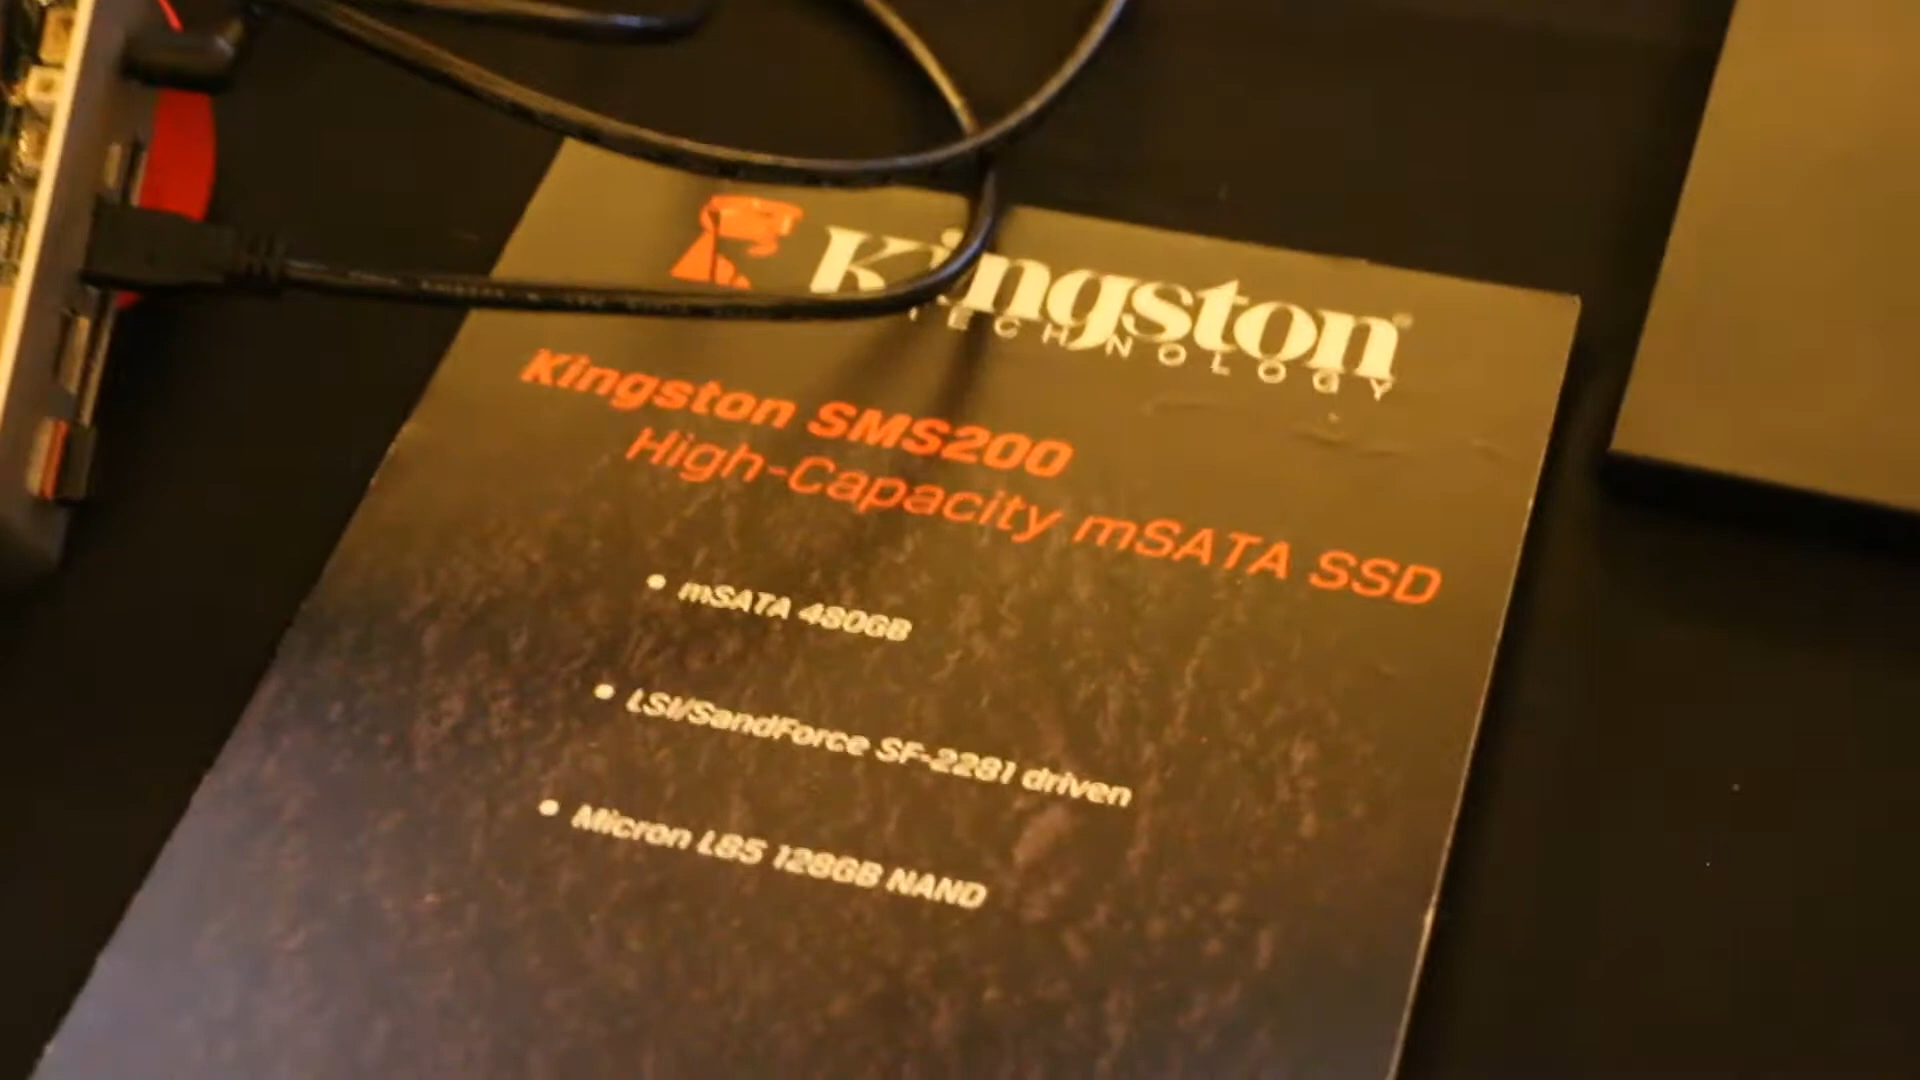 Kingston
TECHNOLOGY
Kingston SMS200
High-Capacity mSATA SSD
• mSATA 480GB
• LSI/SandForce SF-2281 driven
• Micron L85 128GB NAND